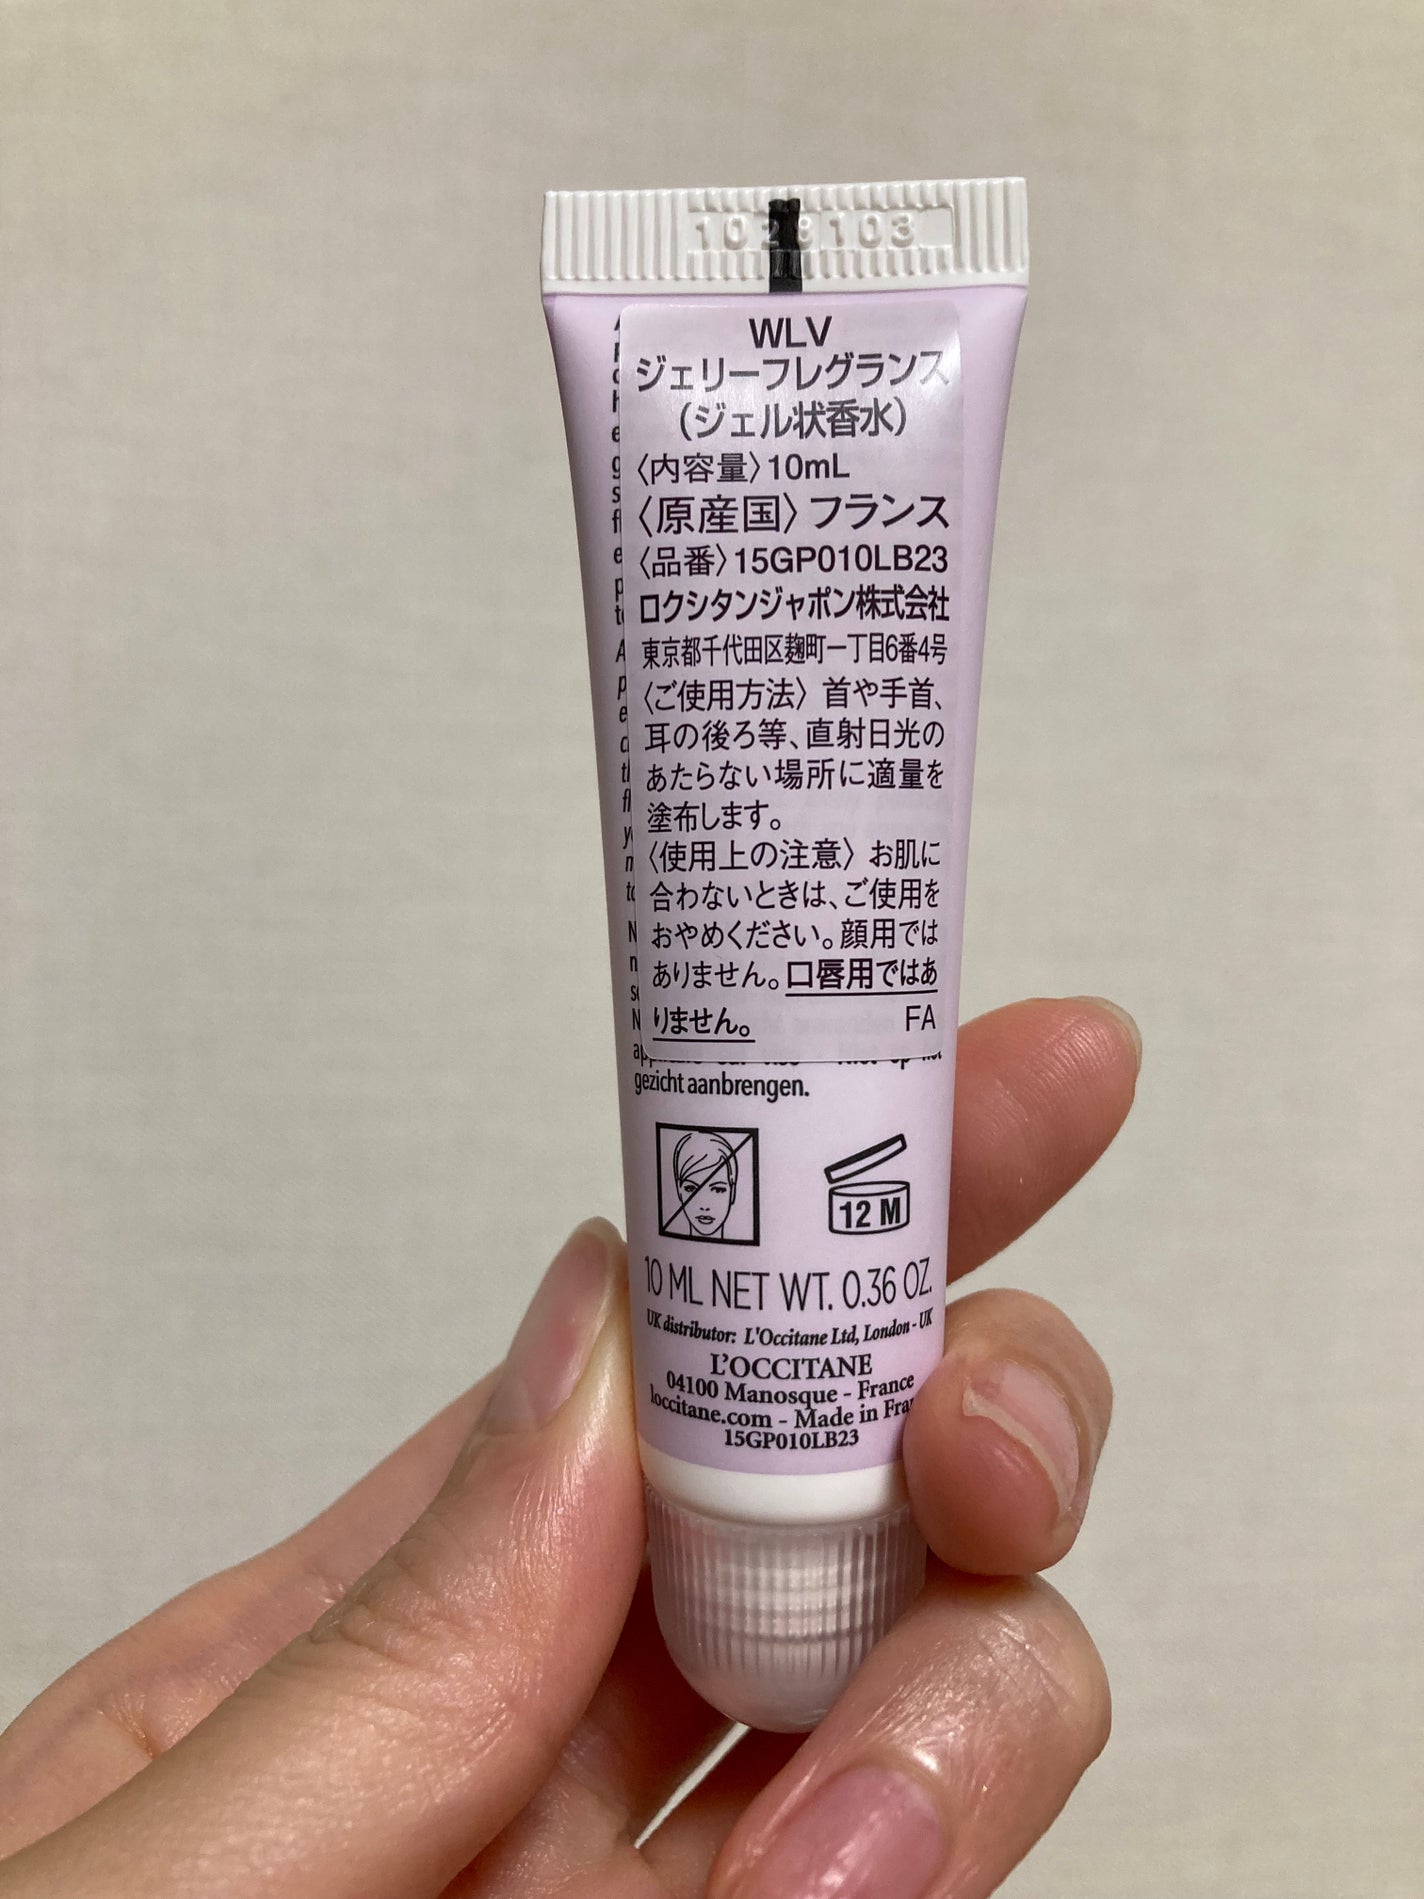 1028103
WLV
ジェリーフレグランス
（ジェル状香水）
〈内容量〉10mL
〈原産国〉フランス
〈品番〉15GP010LB23
ロクシタンジャポン株式会社
東京都千代田区麹町一丁目6番4号
〈ご使用方法〉首や手首、
耳の後ろ等、直射日光の
あたらない場所に適量を
塗布します。
〈使用上の注意〉お肌に
合わないときは、ご使用を
おやめください。顔用では
ありません。口唇用ではあ
りません。 FA
gezicht aanbrengen.
12 M
10 ML NET WT. 0.36 OZ.
UK distributor: L'Occitane Ltd, London - UK
L'OCCITANE
04100 Manosque - France
loccitane.com - Made in
15GP010LB23